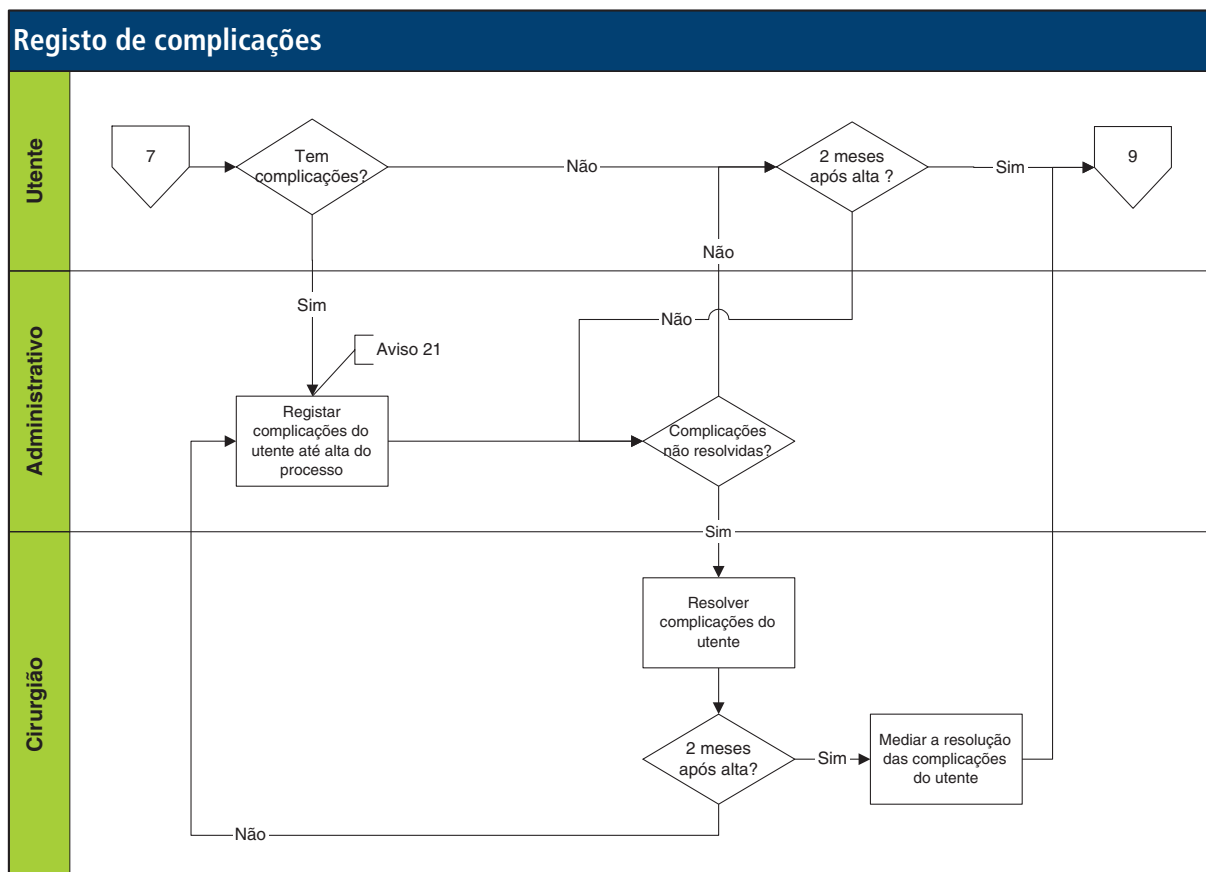 Registo de complicações
Utente
7
Tem
complicações?
Não
2 meses
após alta ?
Sim
9
Não
Administrativo
Sim
Não
Aviso 21
Registar
complicações do
utente até alta do
processo
Complicações
não resolvidas?
Sim
Cirurgião
Resolver
complicações do
utente
2 meses
após alta?
Sim
Mediar a resolução
das complicações
do utente
Não